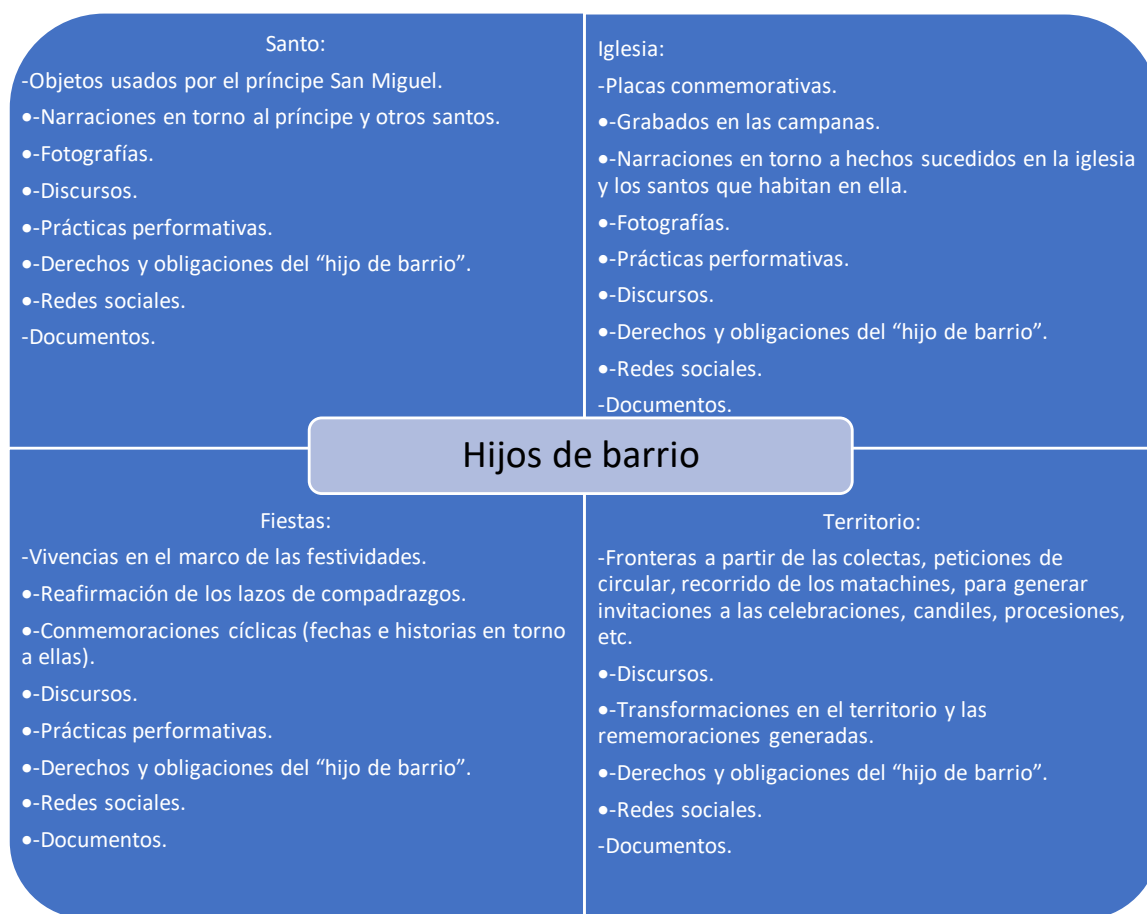 Santo:
-Objetos usados por el príncipe San Miguel.
•-Narraciones en torno al príncipe y otros santos.
•-Fotografías.
•-Discursos.
•-Prácticas performativas.
•-Derechos y obligaciones del “hijo de barrio”.
•-Redes sociales.
-Documentos.
Iglesia:
-Placas conmemorativas.
•-Grabados en las campanas.
•-Narraciones en torno a hechos sucedidos en la iglesia
y los santos que habitan en ella.
•-Fotografías.
•-Prácticas performativas.
•-Discursos.
•-Derechos y obligaciones del “hijo de barrio”.
•-Redes sociales.
-Documentos.
Hijos de barrio
Fiestas:
-Vivencias en el marco de las festividades.
•-Reafirmación de los lazos de compadrazgos.
•-Conmemoraciones cíclicas (fechas e historias en torno
a ellas).
•-Discursos.
•-Prácticas performativas.
•-Derechos y obligaciones del “hijo de barrio”.
•-Redes sociales.
•-Documentos.
Territorio:
-Fronteras a partir de las colectas, peticiones de
circular, recorrido de los matachines, para generar
invitaciones a las celebraciones, candiles, procesiones,
etc.
•-Discursos.
•-Transformaciones en el territorio y las
rememoraciones generadas.
•-Derechos y obligaciones del “hijo de barrio”.
•-Redes sociales.
-Documentos.